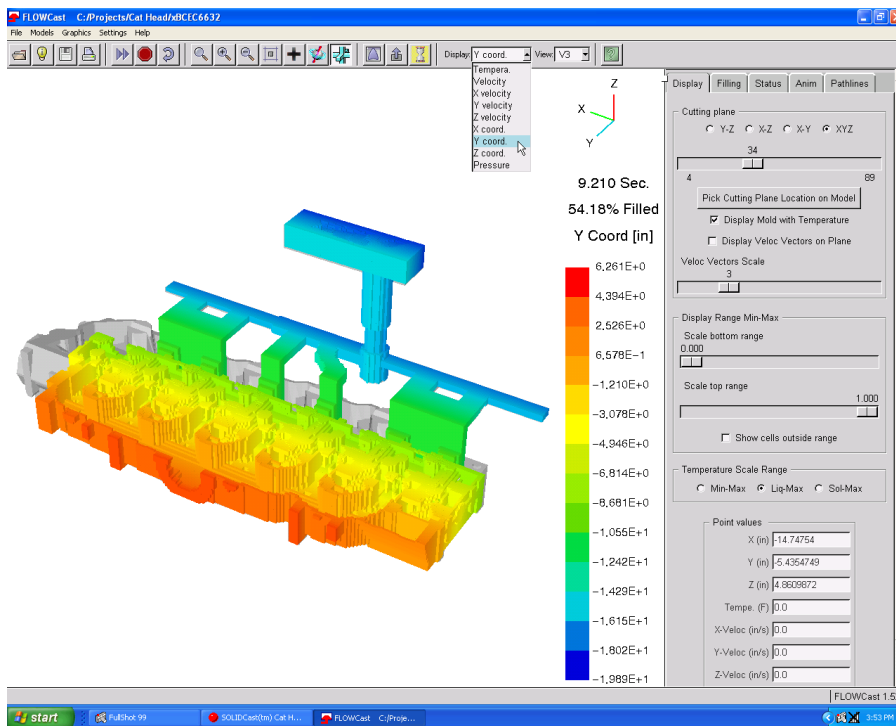 FLOWCast C:/Projects/Cat Head/xBCEC6632
File Models Graphics Settings Help
Display: Y coord. View: V3
Tempera.
Velocity
X velocity
Y velocity
Z velocity
X coord.
Y coord.
Z coord.
Pressure
Z
X
Y
9.210 Sec.
54.18% Filled
Y Coord [in]
6,261E+0
4,394E+0
2,526E+0
6,578E-1
-1,210E+0
-3,078E+0
-4,946E+0
-6,814E+0
-8,681E+0
-1,055E+1
-1,242E+1
-1,429E+1
-1,615E+1
-1,802E+1
-1,989E+1
Display Filling Status Anim Pathlines
Cutting plane
Y-Z X-Z X-Y XYZ
34
4 89
Pick Cutting Plane Location on Model
Display Mold with Temperature
Display Veloc Vectors on Plane
Veloc Vectors Scale
3
Display Range Min-Max
Scale bottom range
0.000
Scale top range
1.000
Show cells outside range
Temperature Scale Range
Min-Max Liq-Max Sol-Max
Point values
X (in) -14.74754
Y (in) -5.4354749
Z (in) 4.8609872
Tempe. (F) 0.0
X-Veloc (in/s) 0.0
Y-Veloc (in/s) 0.0
Z-Veloc (in/s) 0.0
FLOWCast 1.5
start FullShot 99 SOLIDCast(tm) Cat H... FLOWCast C:/Proje... 3:53 PM